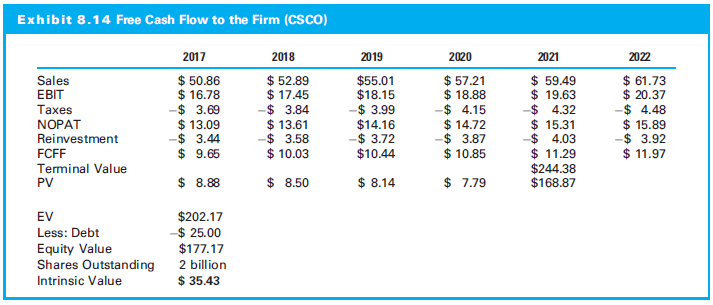 Exhibit 8.14 Free Cash Flow to the Firm (CSCO)
2017 2018 2019 2020 2021 2022
Sales $ 50.86 $ 52.89 $55.01 $ 57.21 $ 59.49 $ 61.73
EBIT $ 16.78 $ 17.45 $18.15 $ 18.88 $ 19.63 $ 20.37
Taxes –$ 3.69 –$ 3.84 –$ 3.99 –$ 4.15 –$ 4.32 –$ 4.48
NOPAT $ 13.09 $ 13.61 $14.16 $ 14.72 $ 15.31 $ 15.89
Reinvestment –$ 3.44 –$ 3.58 –$ 3.72 –$ 3.87 –$ 4.03 –$ 3.92
FCFF $ 9.65 $ 10.03 $10.44 $ 10.85 $ 11.29 $ 11.97
Terminal Value $244.38
PV $ 8.88 $ 8.50 $ 8.14 $ 7.79 $168.87
EV $202.17
Less: Debt –$ 25.00
Equity Value $177.17
Shares Outstanding 2 billion
Intrinsic Value $ 35.43